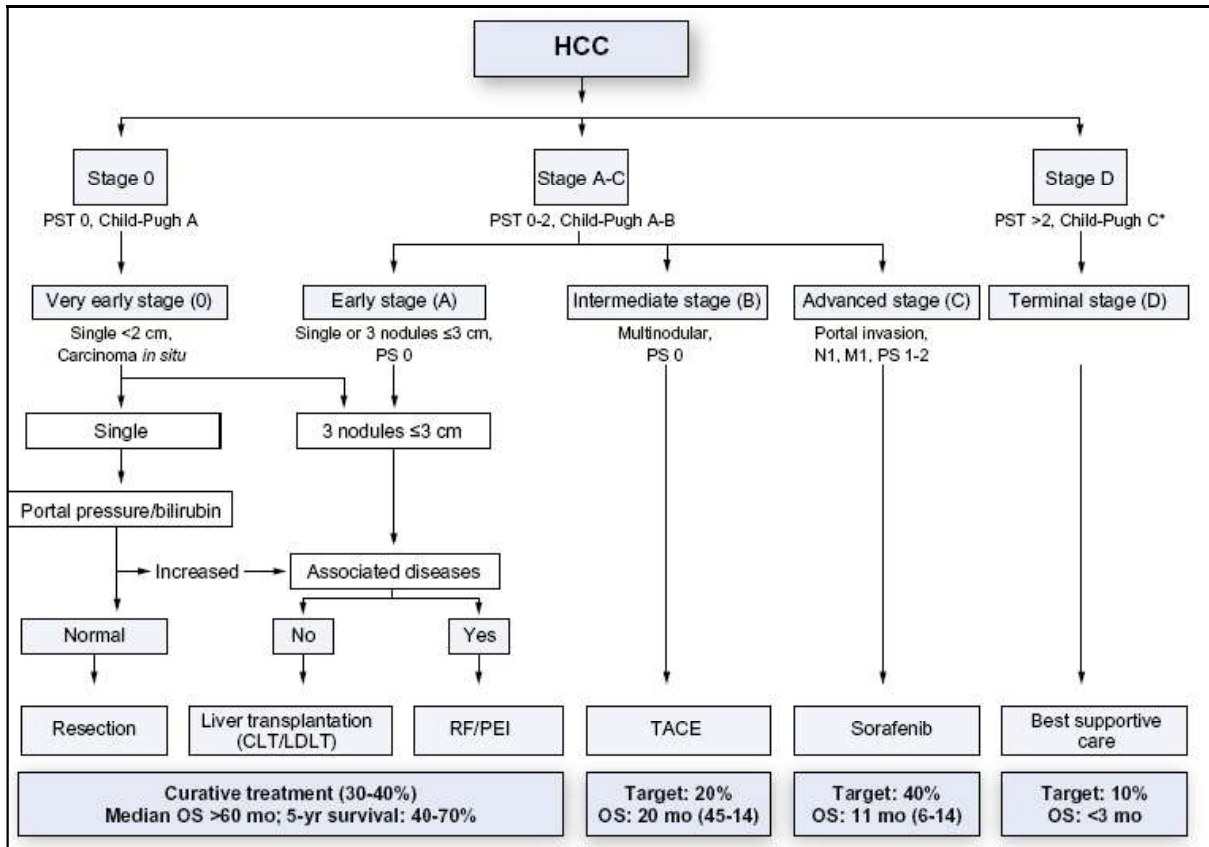 HCC
Stage 0
Stage A-C
Stage D
PST 0, Child-Pugh A
PST 0-2, Child-Pugh A-B
PST >2, Child-Pugh C*
Very early stage (0)
Early stage (A)
Intermediate stage (B)
Advanced stage (C)
Terminal stage (D)
Single <2 cm,
Carcinoma in situ
Single or 3 nodules ≤3 cm,
PS 0
Multinodular,
PS 0
Portal invasion,
N1, M1, PS 1-2
Single
3 nodules ≤3 cm
Portal pressure/bilirubin
Increased
Associated diseases
Normal
No
Yes
Resection
Liver transplantation
(CLT/LDLT)
RF/PEI
TACE
Sorafenib
Best supportive
care
Curative treatment (30-40%)
Median OS >60 mo; 5-yr survival: 40-70%
Target: 20%
OS: 20 mo (45-14)
Target: 40%
OS: 11 mo (6-14)
Target: 10%
OS: <3 mo